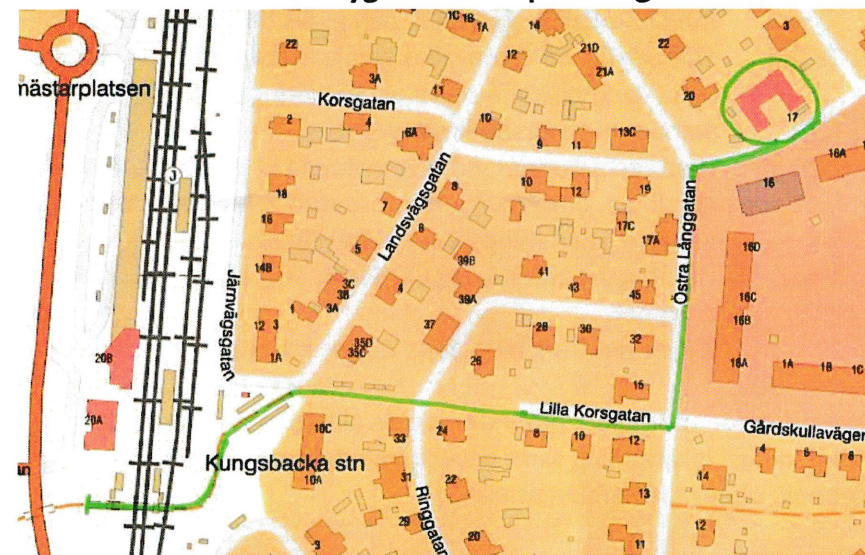 mästarplatsen
Korsgatan
Landsvägsgatan
Järnvägsgatan
Östra Långgatan
Lilla Korsgatan
Gårdskullavägen
Kungsbacka stn
Ringgatan
J
22
3A
11
1C
1B
1A
12
14
21D
21A
22
20
3
17
2
4
6A
10
9
11
13C
16A
16
18
16
7
8
10
12
19
17C
17A
14B
5
6
39B
39A
41
43
45
16D
16C
16B
16A
12
3
1A
1
3C
3B
3A
4
37
35D
35C
28
30
32
26
15
1A
1B
1C
20B
20A
10C
10A
33
31
29
24
22
20
8
10
12
13
11
14
12
4
6
8
9
5